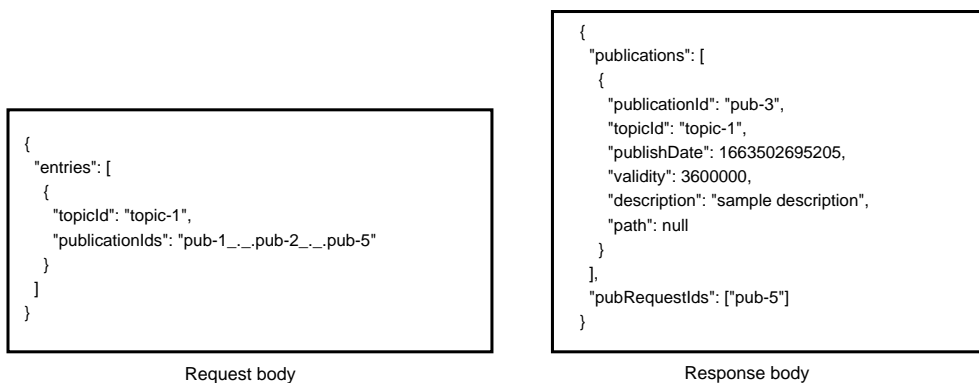 {
"entries": [
{
"topicId": "topic-1",
"publicationIds": "pub-1_._.pub-2_._.pub-5"
}
]
}
Request body
{
"publications": [
{
"publicationId": "pub-3",
"topicId": "topic-1",
"publishDate": 1663502695205,
"validity": 3600000,
"description": "sample description",
"path": null
}
],
"pubRequestIds": ["pub-5"]
}
Response body